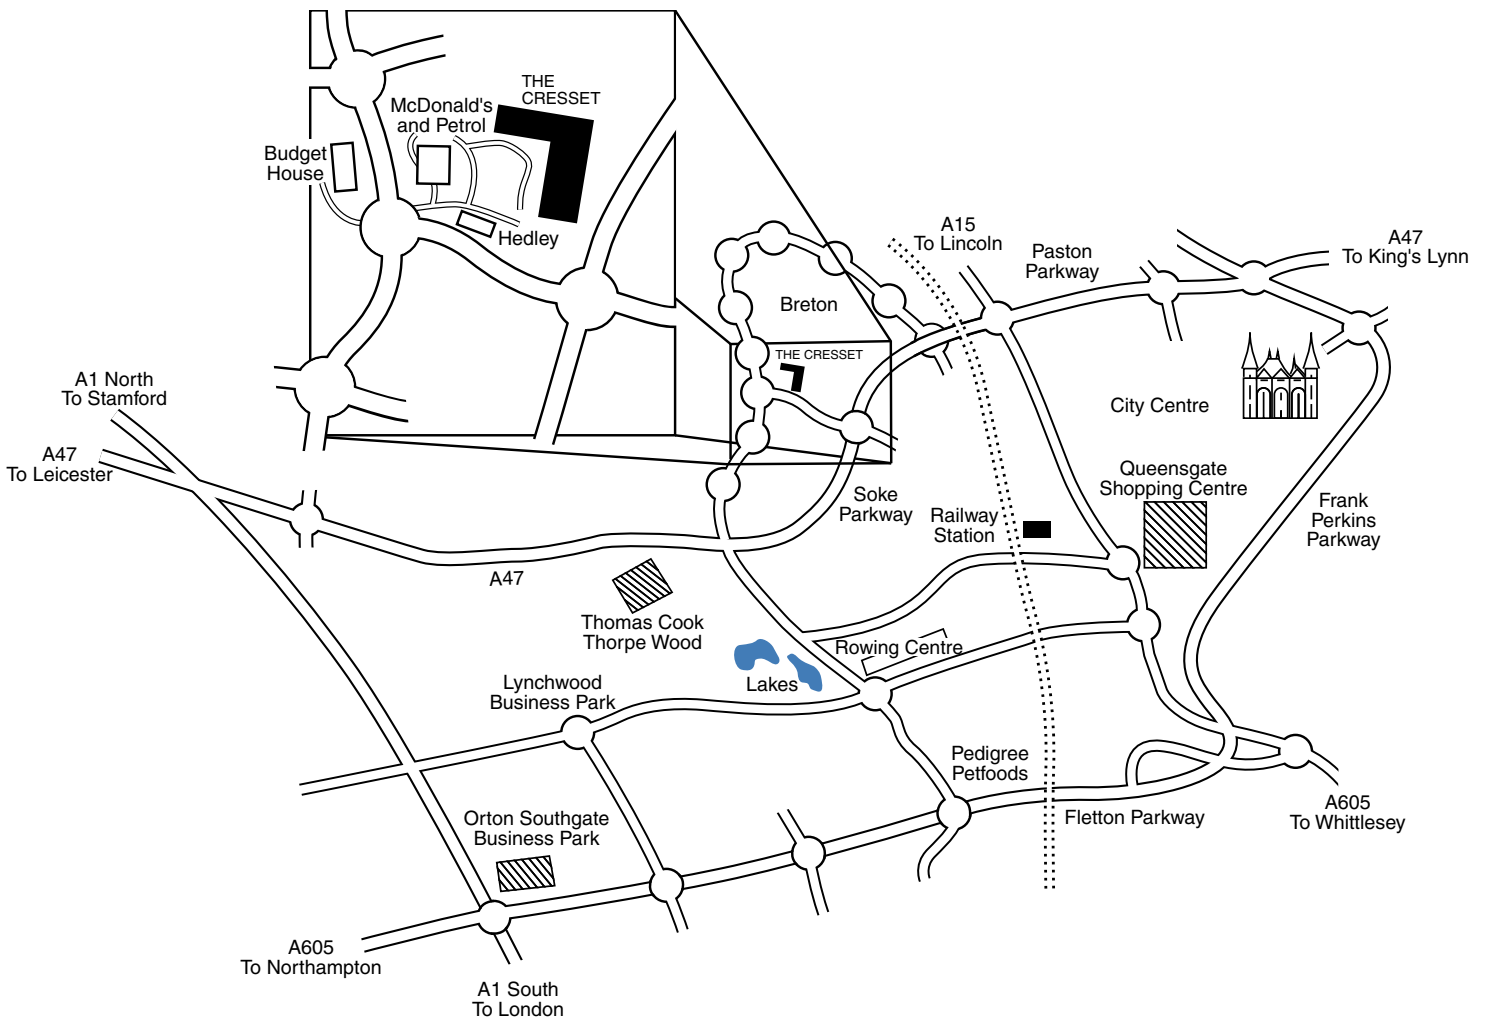 THE
CRESSET
McDonald's
and Petrol
Budget
House
Hedley
A15
To Lincoln
Paston
Parkway
A47
To King's Lynn
Breton
THE CRESSET
A1 North
To Stamford
City Centre
A47
To Leicester
Queensgate
Shopping Centre
Soke
Parkway
Railway
Station
Frank
Perkins
Parkway
A47
Thomas Cook
Thorpe Wood
Rowing Centre
Lakes
Lynchwood
Business Park
Pedigree
Petfoods
Orton Southgate
Business Park
Fletton Parkway
A605
To Whittlesey
A605
To Northampton
A1 South
To London